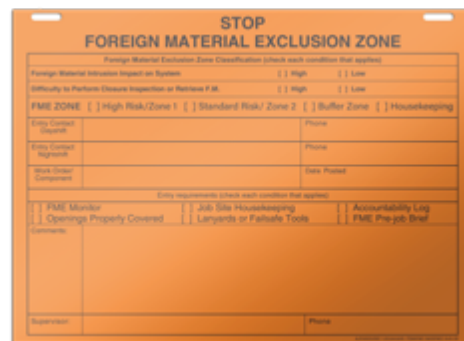 STOP
FOREIGN MATERIAL EXCLUSION ZONE
Foreign Material Exclusion Zone Classification (check each condition that applies)
Foreign Material Intrusion Impact on System [ ] High [ ] Low
Difficulty to Perform Closure Inspection or Retrieve F.M. [ ] High [ ] Low
FME ZONE [ ] High Risk/Zone 1 [ ] Standard Risk/ Zone 2 [ ] Buffer Zone [ ] Housekeeping
Entry Contact Phone
Dayshift
Entry Contact Phone
Nightshift
Work Order/ Date Posted
Component
Entry requirements (check each condition that applies)
[ ] FME Monitor [ ] Job Site Housekeeping [ ] Accountability Log
[ ] Openings Properly Covered [ ] Lanyards or Failsafe Tools [ ] FME Pre-job Brief
Comments:
Supervisor: Phone